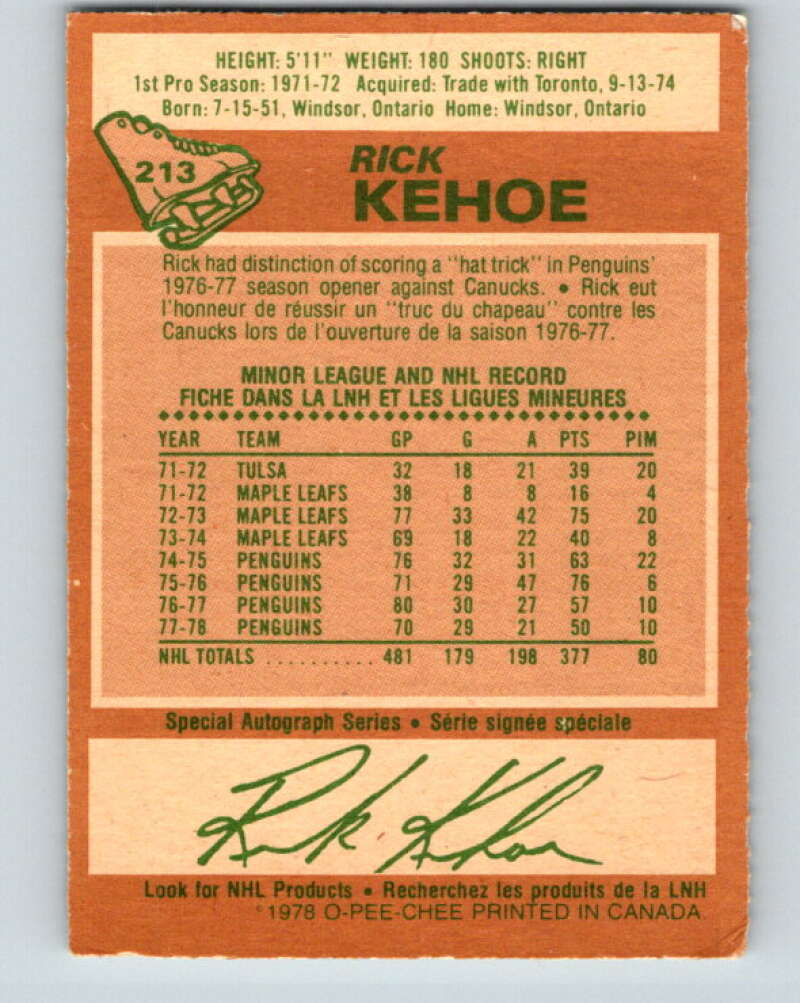 HEIGHT: 5'11" WEIGHT: 180 SHOOTS: RIGHT
1st Pro Season: 1971-72 Acquired: Trade with Toronto, 9-13-74
Born: 7-15-51, Windsor, Ontario Home: Windsor, Ontario
213
RICK
KEHOE
Rick had distinction of scoring a "hat trick" in Penguins'
1976-77 season opener against Canucks. • Rick eut
l'honneur de réussir un "truc du chapeau" contre les
Canucks lors de l'ouverture de la saison 1976-77.
MINOR LEAGUE AND NHL RECORD
FICHE DANS LA LNH ET LES LIGUES MINEURES
YEAR TEAM GP G A PTS PIM
71-72 TULSA 32 18 21 39 20
71-72 MAPLE LEAFS 38 8 8 16 4
72-73 MAPLE LEAFS 77 33 42 75 20
73-74 MAPLE LEAFS 69 18 22 40 8
74-75 PENGUINS 76 32 31 63 22
75-76 PENGUINS 71 29 47 76 6
76-77 PENGUINS 80 30 27 57 10
77-78 PENGUINS 70 29 21 50 10
NHL TOTALS .......... 481 179 198 377 80
Special Autograph Series • Série signée spéciale
Rick Kehoe
Look for NHL Products • Recherchez les produits de la LNH
©1978 O-PEE-CHEE PRINTED IN CANADA